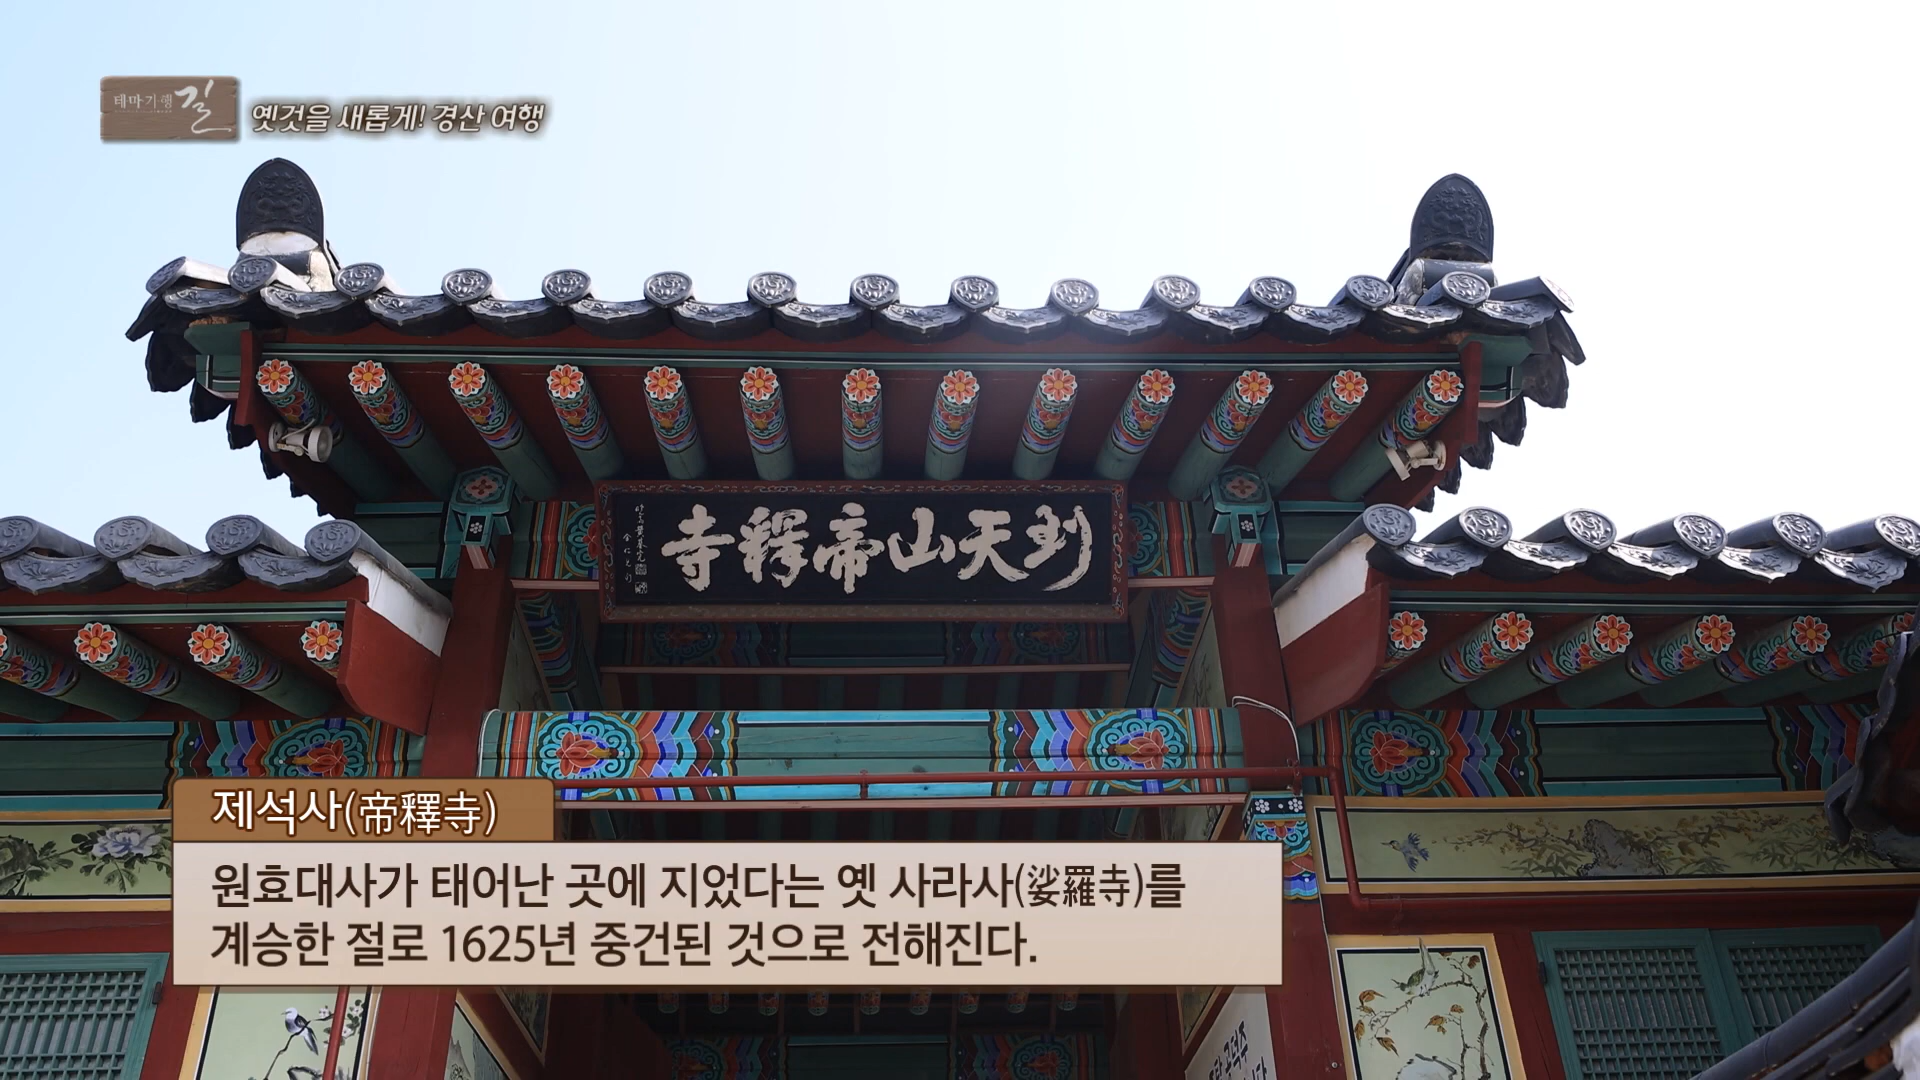 테마기행 길
옛것을 새롭게! 경산 여행
寺釋帝山天到
제석사(帝釋寺)
원효대사가 태어난 곳에 지었다는 옛 사라사(娑羅寺)를
계승한 절로 1625년 중건된 것으로 전해진다.
공덕주